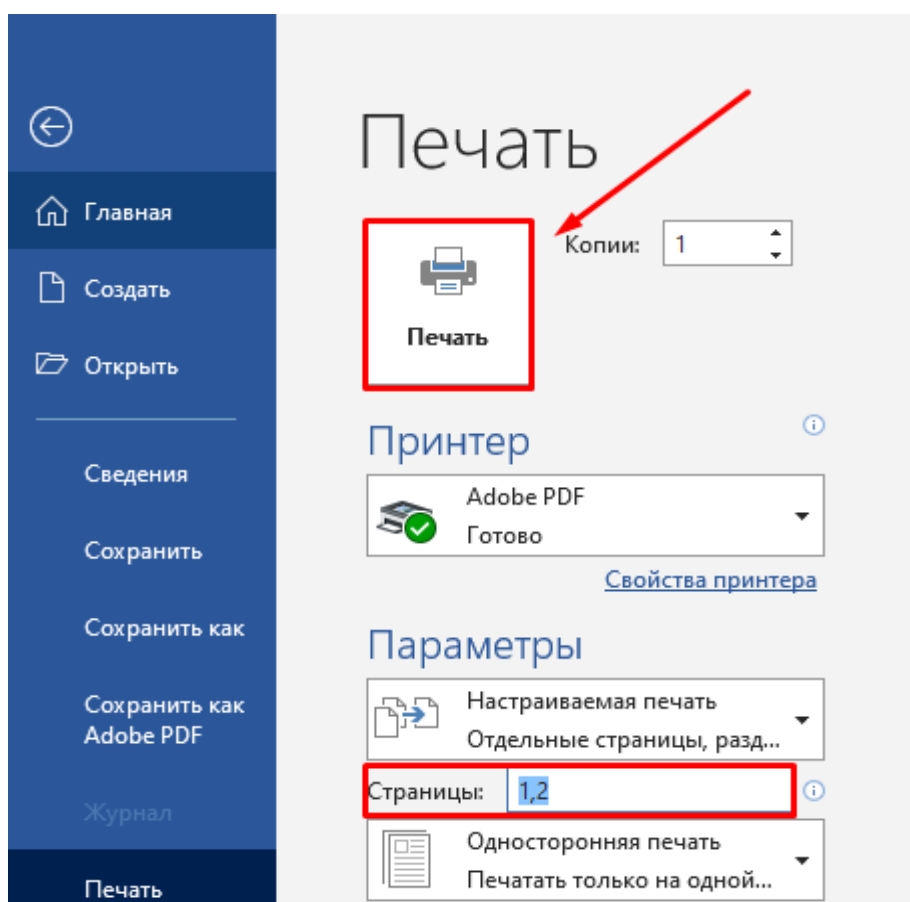 Печать
Главная
Создать
Открыть
Сведения
Сохранить
Сохранить как
Сохранить как
Adobe PDF
Журнал
Печать
Печать
Копии: 1
Принтер
Adobe PDF
Готово
Свойства принтера
Параметры
Настраиваемая печать
Отдельные страницы, разд...
Страницы: 1,2
Односторонняя печать
Печатать только на одной...